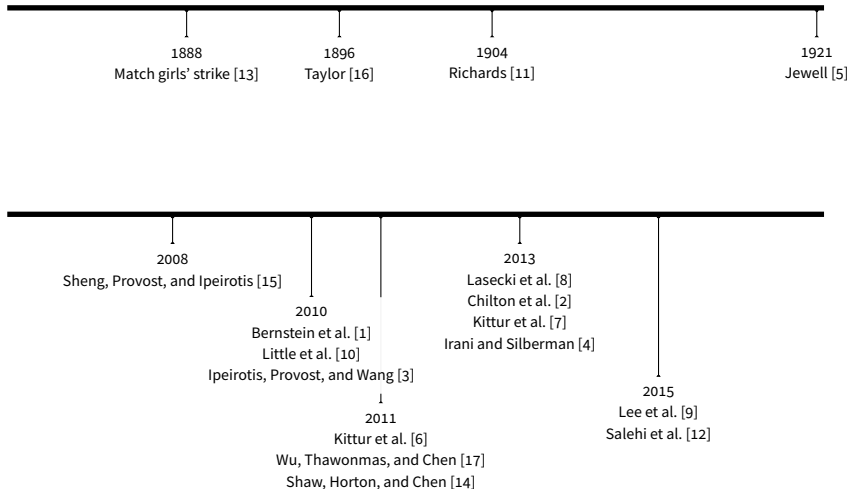 1888
Match girls’ strike [13]
1896
Taylor [16]
1904
Richards [11]
1921
Jewell [5]
2008
Sheng, Provost, and Ipeirotis [15]
2010
Bernstein et al. [1]
Little et al. [10]
Ipeirotis, Provost, and Wang [3]
2011
Kittur et al. [6]
Wu, Thawonmas, and Chen [17]
Shaw, Horton, and Chen [14]
2013
Lasecki et al. [8]
Chilton et al. [2]
Kittur et al. [7]
Irani and Silberman [4]
2015
Lee et al. [9]
Salehi et al. [12]